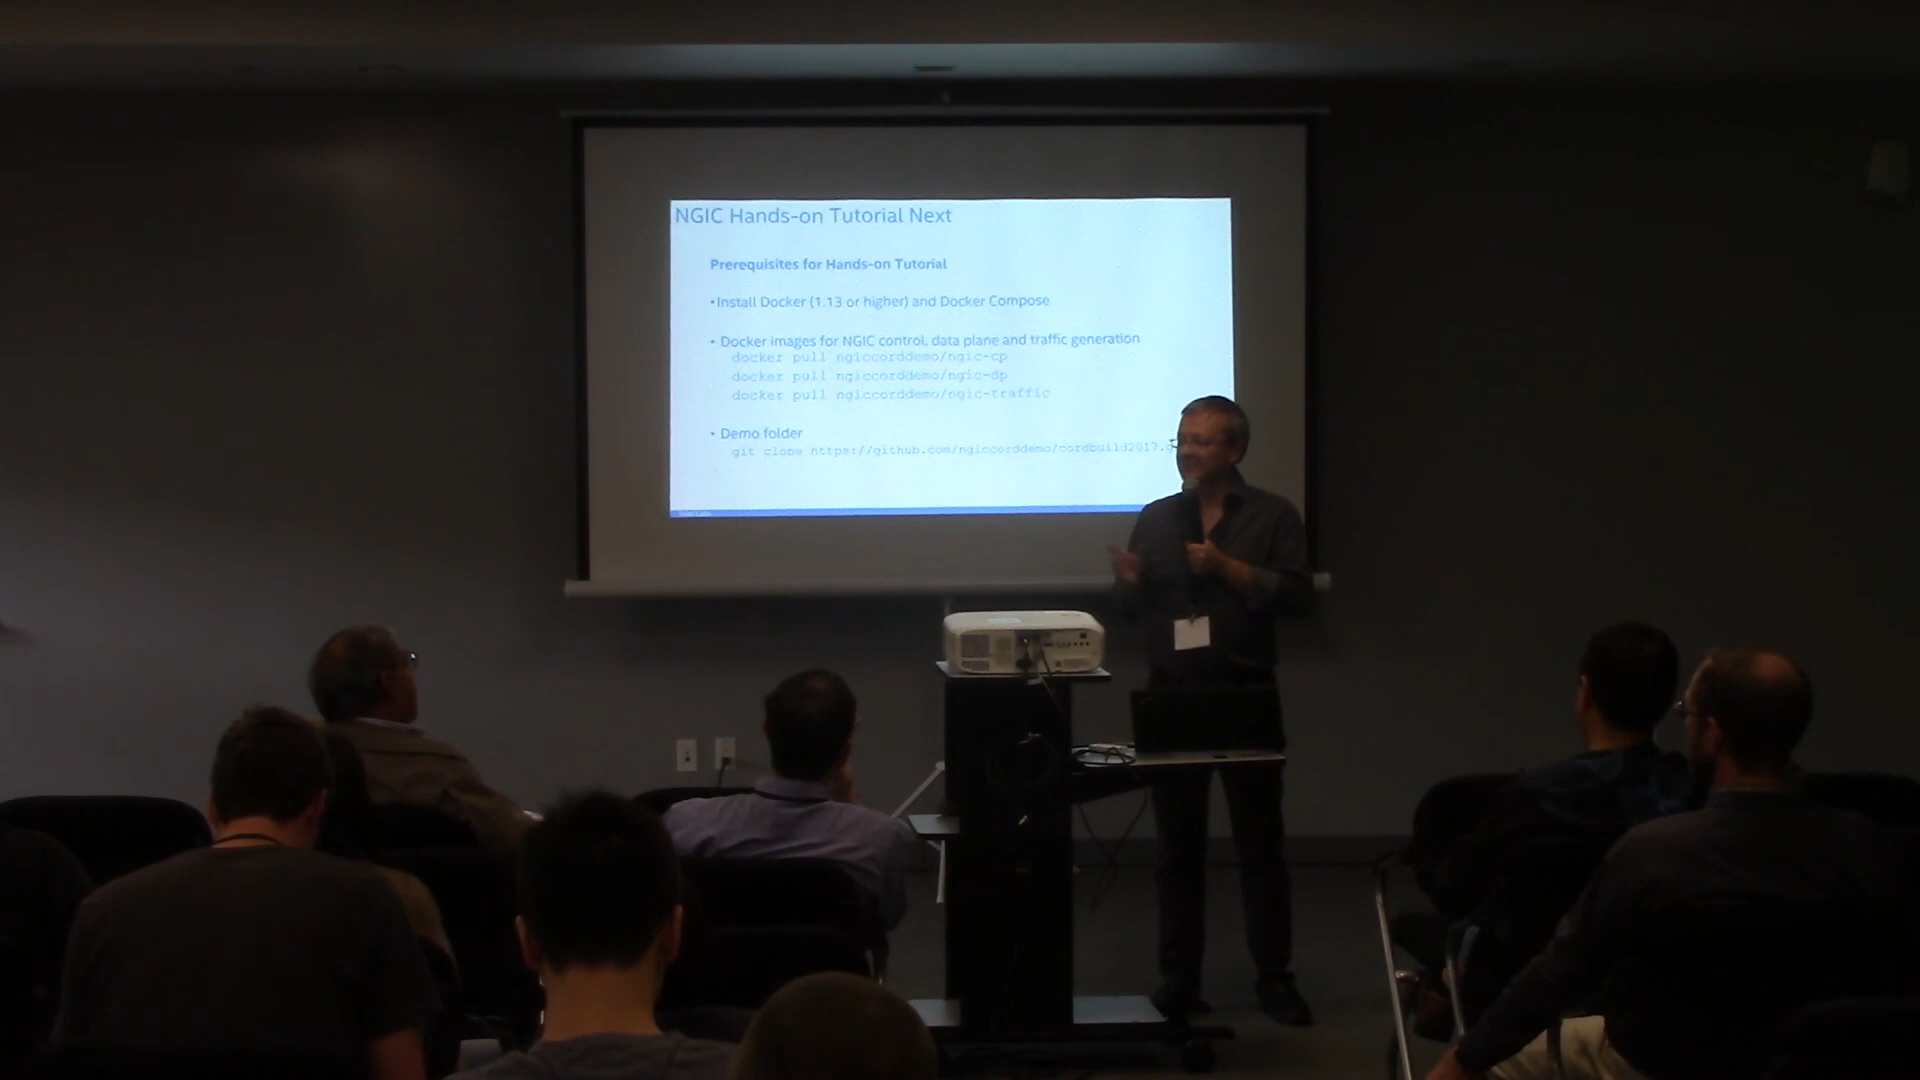 NGIC Hands-on Tutorial Next
Prerequisites for Hands-on Tutorial
•Install Docker (1.13 or higher) and Docker Compose
• Docker images for NGIC control, data plane and traffic generation
docker pull ngiccorddemo/ngic-cp
docker pull ngiccorddemo/ngic-dp
docker pull ngiccorddemo/ngic-traffic
• Demo folder
git clone https://github.com/ngiccorddemo/cordbuild2017.g